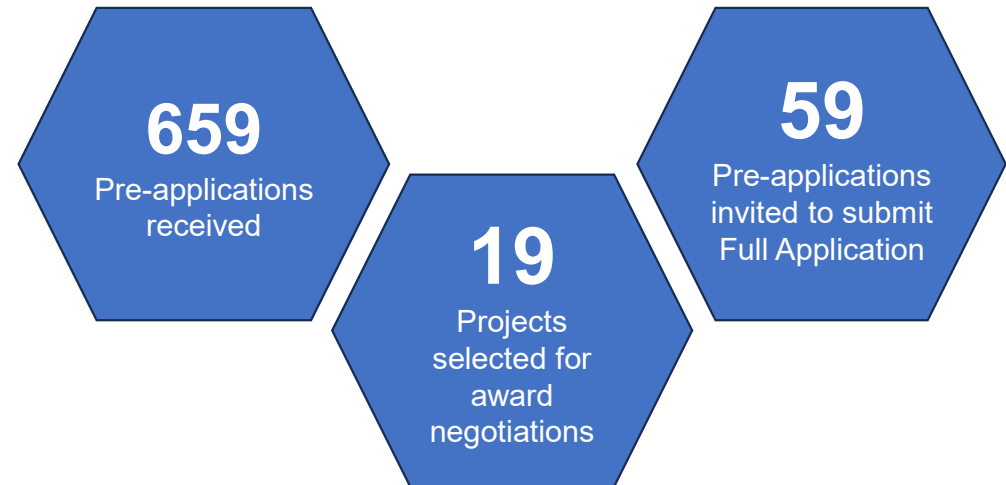 659
Pre-applications
received
19
Projects
selected for
award
negotiations
59
Pre-applications
invited to submit
Full Application